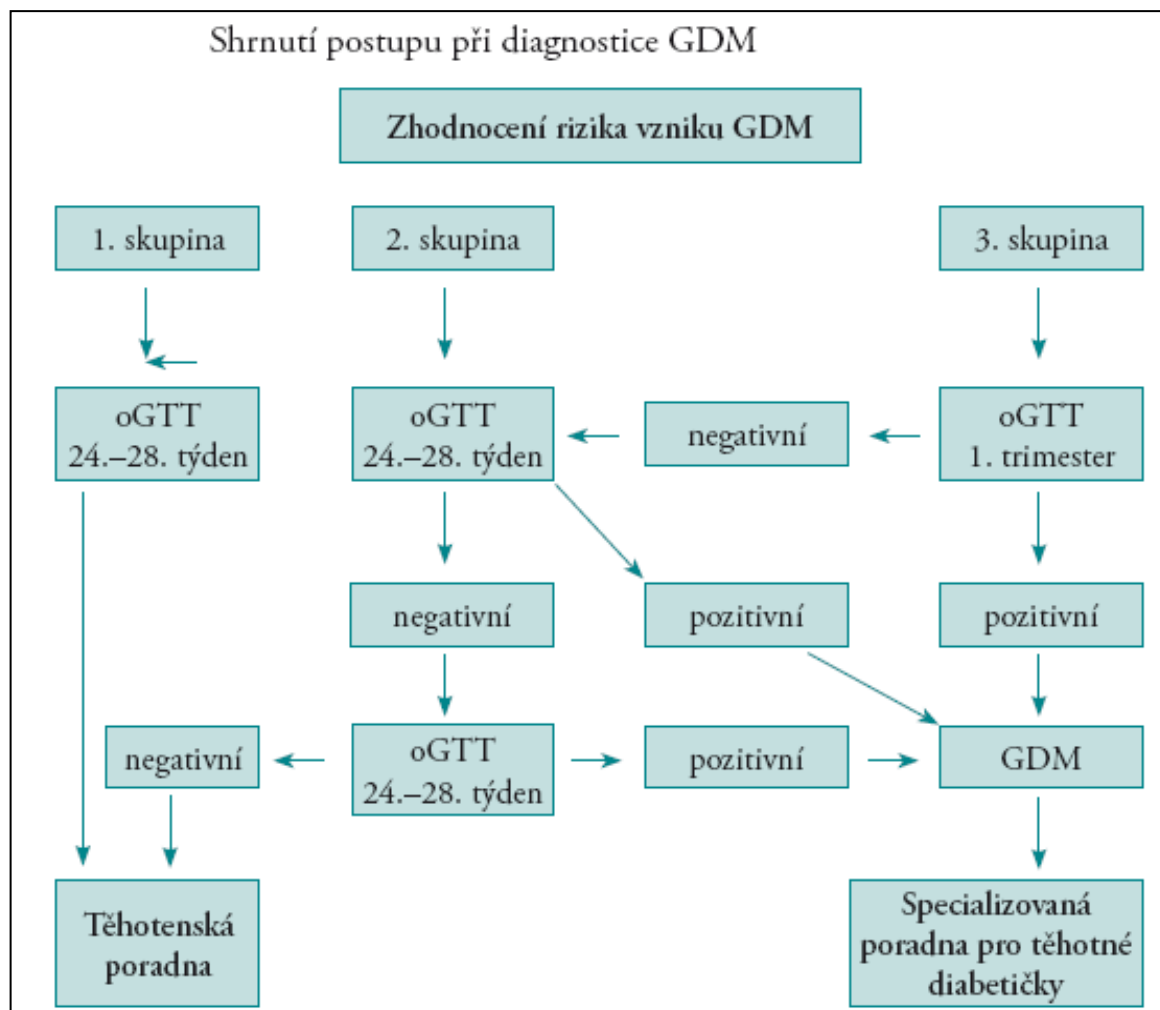 Shrnutí postupu při diagnostice GDM
Zhodnocení rizika vzniku GDM
1. skupina
2. skupina
3. skupina
oGTT
24.–28. týden
oGTT
24.–28. týden
negativní
oGTT
1. trimester
negativní
pozitivní
pozitivní
negativní
oGTT
24.–28. týden
pozitivní
GDM
Těhotenská
poradna
Specializovaná
poradna pro těhotné
diabetičky